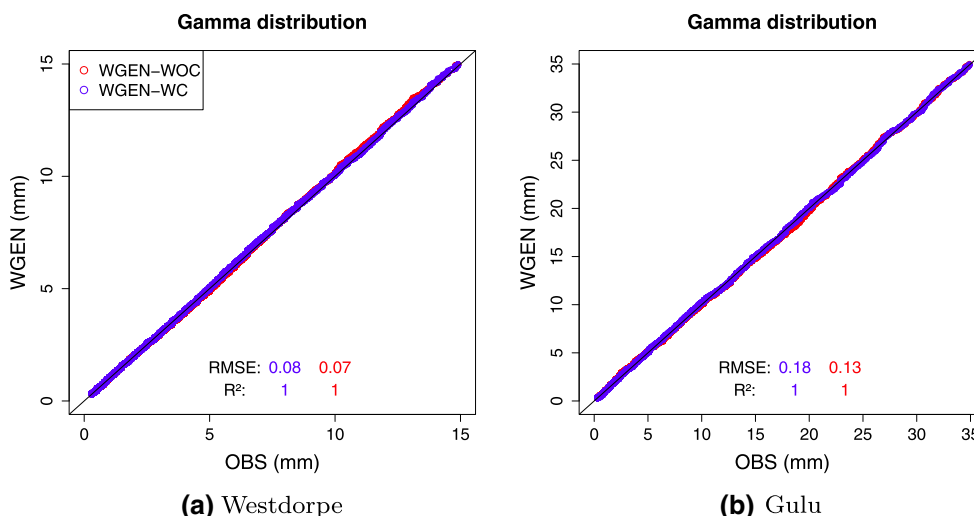 Gamma distribution
WGEN–WOC
WGEN–WC
15
10
5
0
WGEN (mm)
RMSE: 0.08 0.07
R²: 1 1
0 5 10 15
OBS (mm)
(a) Westdorpe
Gamma distribution
35
30
25
20
15
10
5
0
WGEN (mm)
RMSE: 0.18 0.13
R²: 1 1
0 5 10 15 20 25 30 35
OBS (mm)
(b) Gulu